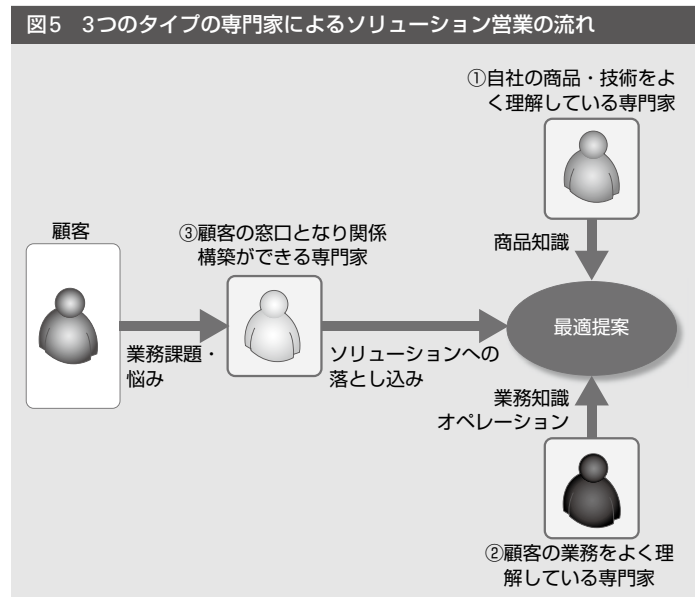 図5　3つのタイプの専門家によるソリューション営業の流れ
①自社の商品・技術をよ
く理解している専門家
顧客
③顧客の窓口となり関係
構築ができる専門家
商品知識
最適提案
業務課題・
悩み
ソリューションへの
落とし込み
業務知識
オペレーション
②顧客の業務をよく理
解している専門家